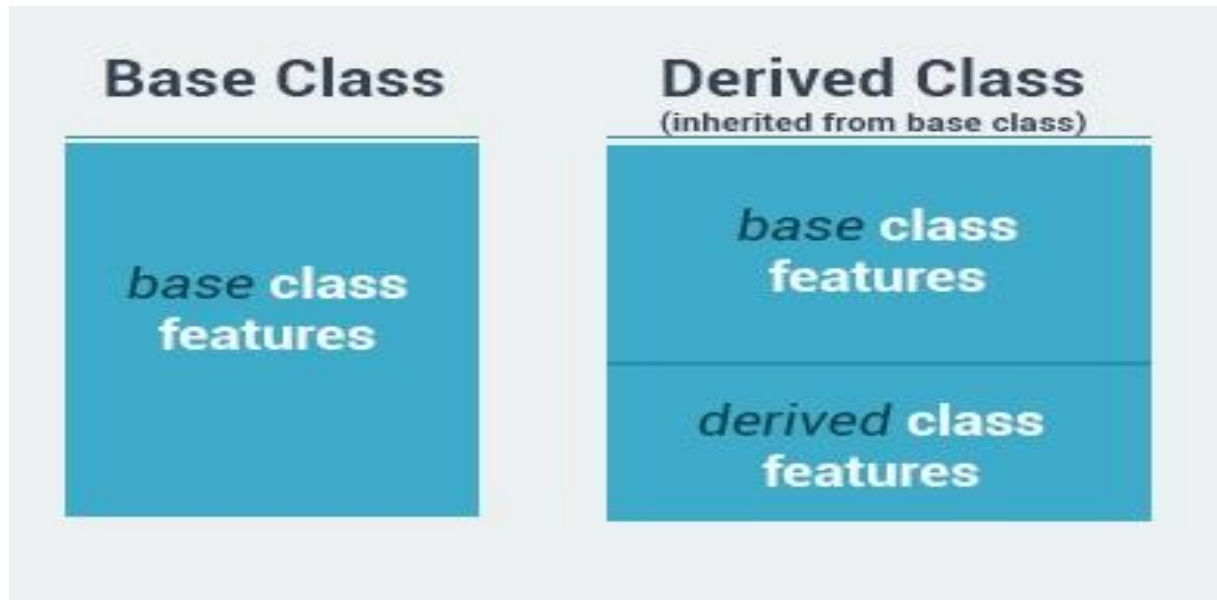 Base Class
base class
features
Derived Class
(inherited from base class)
base class
features
derived class
features